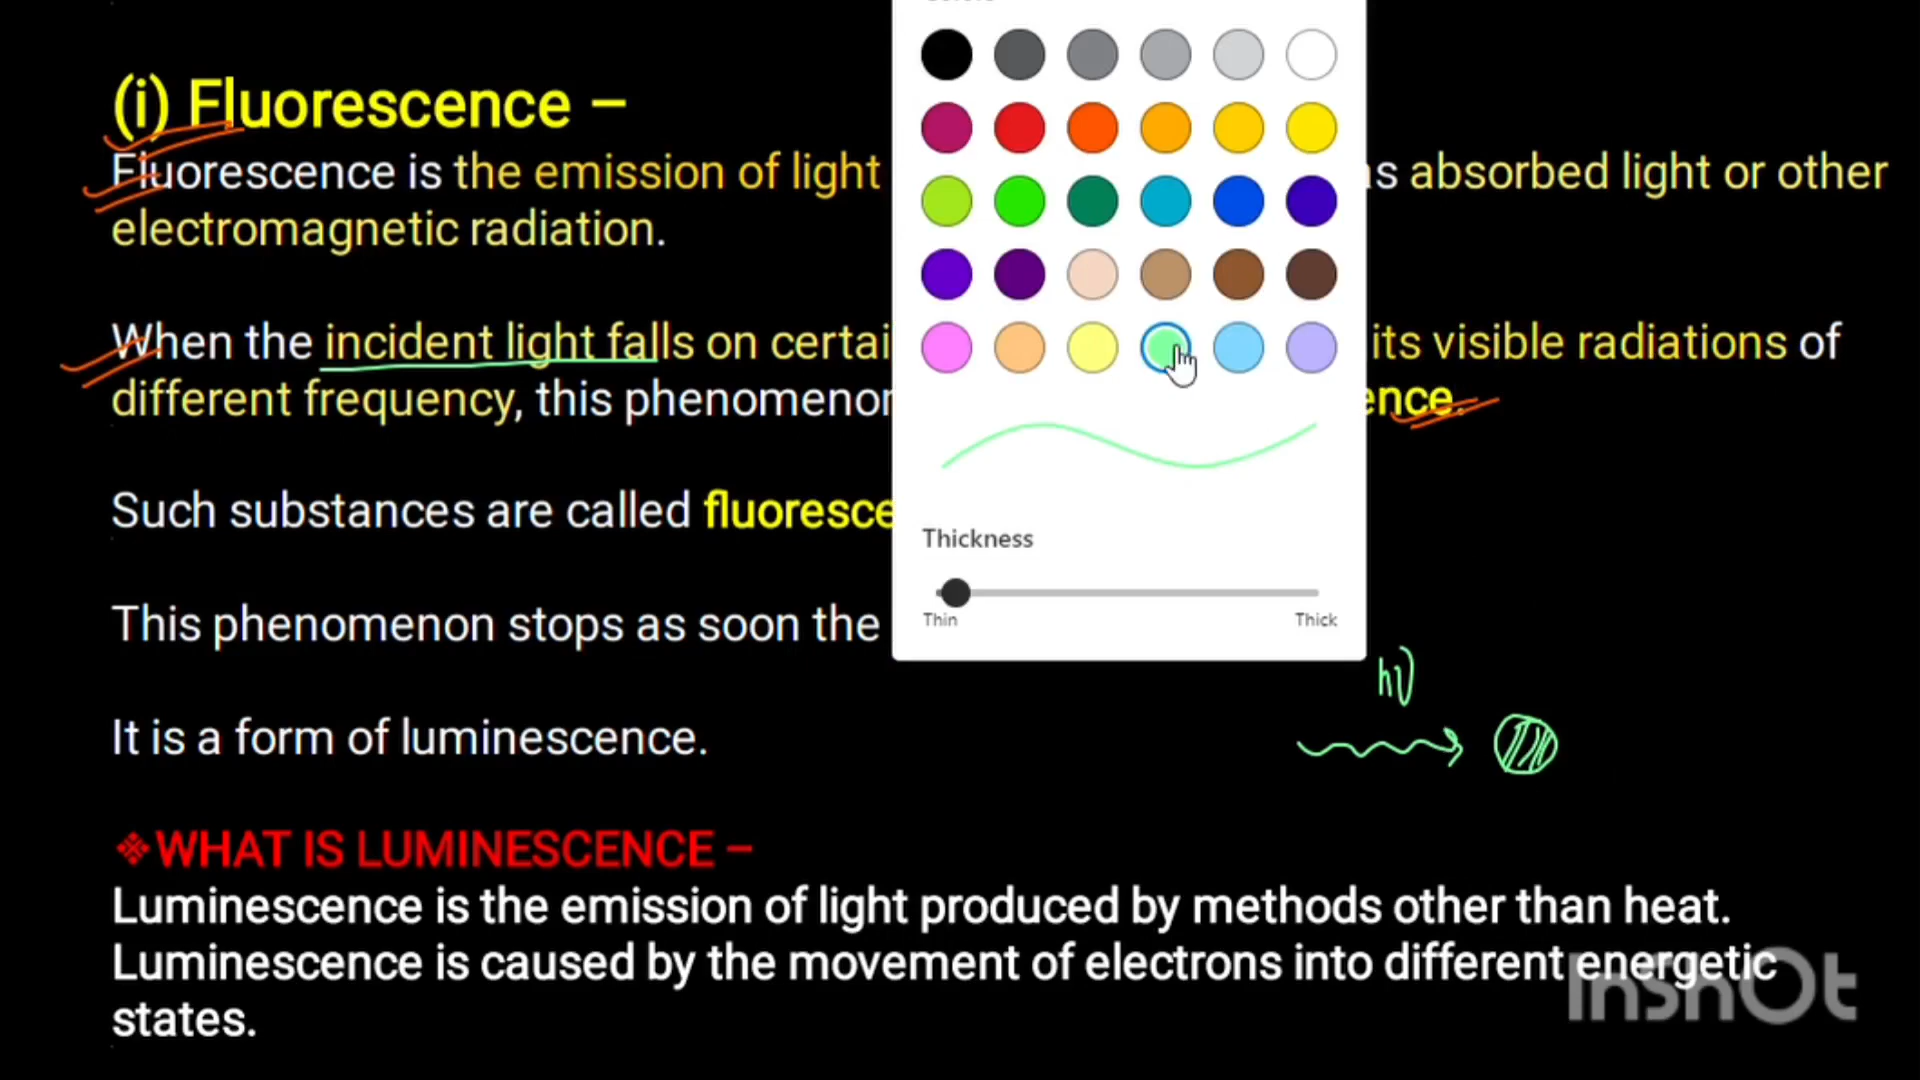 (i) Fluorescence –
Fluorescence is the emission of light s absorbed light or other
electromagnetic radiation.
When the incident light falls on certai its visible radiations of
different frequency, this phenomenon ence.
Such substances are called fluoresce
This phenomenon stops as soon the
It is a form of luminescence.
Thickness
Thin Thick
hν
❖WHAT IS LUMINESCENCE –
Luminescence is the emission of light produced by methods other than heat.
Luminescence is caused by the movement of electrons into different energetic
states.
InShOt